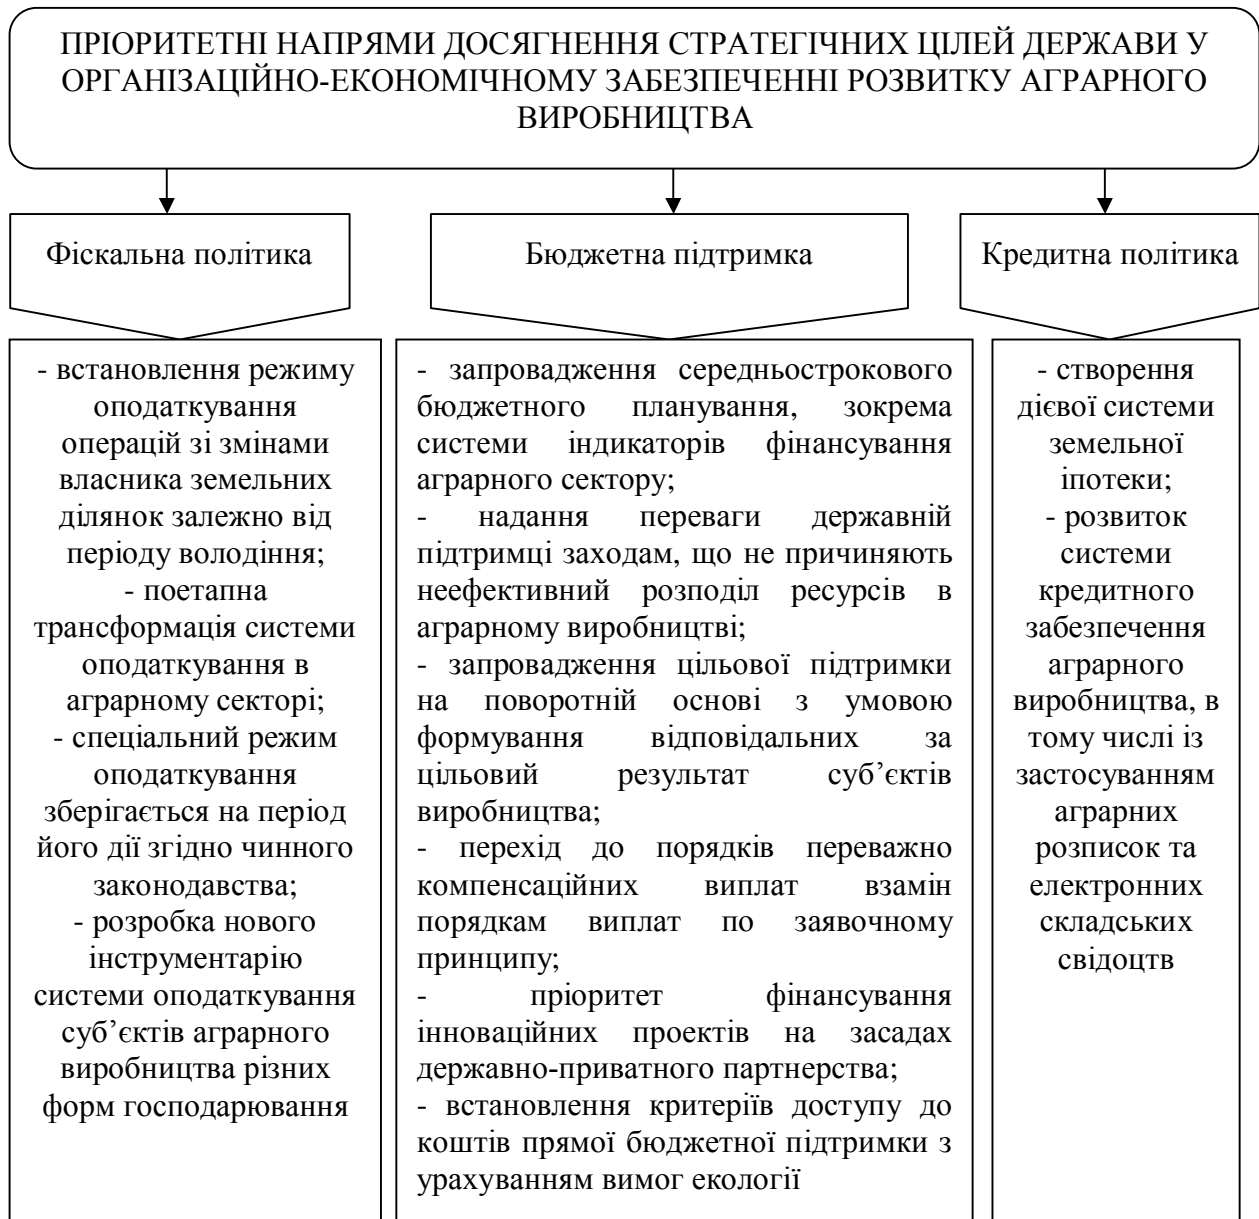 ПРІОРИТЕТНІ НАПРЯМИ ДОСЯГНЕННЯ СТРАТЕГІЧНИХ ЦІЛЕЙ ДЕРЖАВИ У
ОРГАНІЗАЦІЙНО-ЕКОНОМІЧНОМУ ЗАБЕЗПЕЧЕННІ РОЗВИТКУ АГРАРНОГО
ВИРОБНИЦТВА
Фіскальна політика
Бюджетна підтримка
Кредитна політика
- встановлення режиму
оподаткування
операцій зі змінами
власника земельних
ділянок залежно від
періоду володіння;
- поетапна
трансформація системи
оподаткування в
аграрному секторі;
- спеціальний режим
оподаткування
зберігається на період
його дії згідно чинного
законодавства;
- розробка нового
інструментарію
системи оподаткування
суб’єктів аграрного
виробництва різних
форм господарювання
- запровадження середньострокового
бюджетного планування, зокрема
системи індикаторів фінансування
аграрного сектору;
- надання переваги державній
підтримці заходам, що не причиняють
неефективний розподіл ресурсів в
аграрному виробництві;
- запровадження цільової підтримки
на поворотній основі з умовою
формування відповідальних за
цільовий результат суб’єктів
виробництва;
- перехід до порядків переважно
компенсаційних виплат взамін
порядкам виплат по заявочному
принципу;
- пріоритет фінансування
інноваційних проектів на засадах
державно-приватного партнерства;
- встановлення критеріїв доступу до
коштів прямої бюджетної підтримки з
урахуванням вимог екології
- створення
дієвої системи
земельної
іпотеки;
- розвиток
системи
кредитного
забезпечення
аграрного
виробництва, в
тому числі із
застосуванням
аграрних
розписок та
електронних
складських
свідоцтв